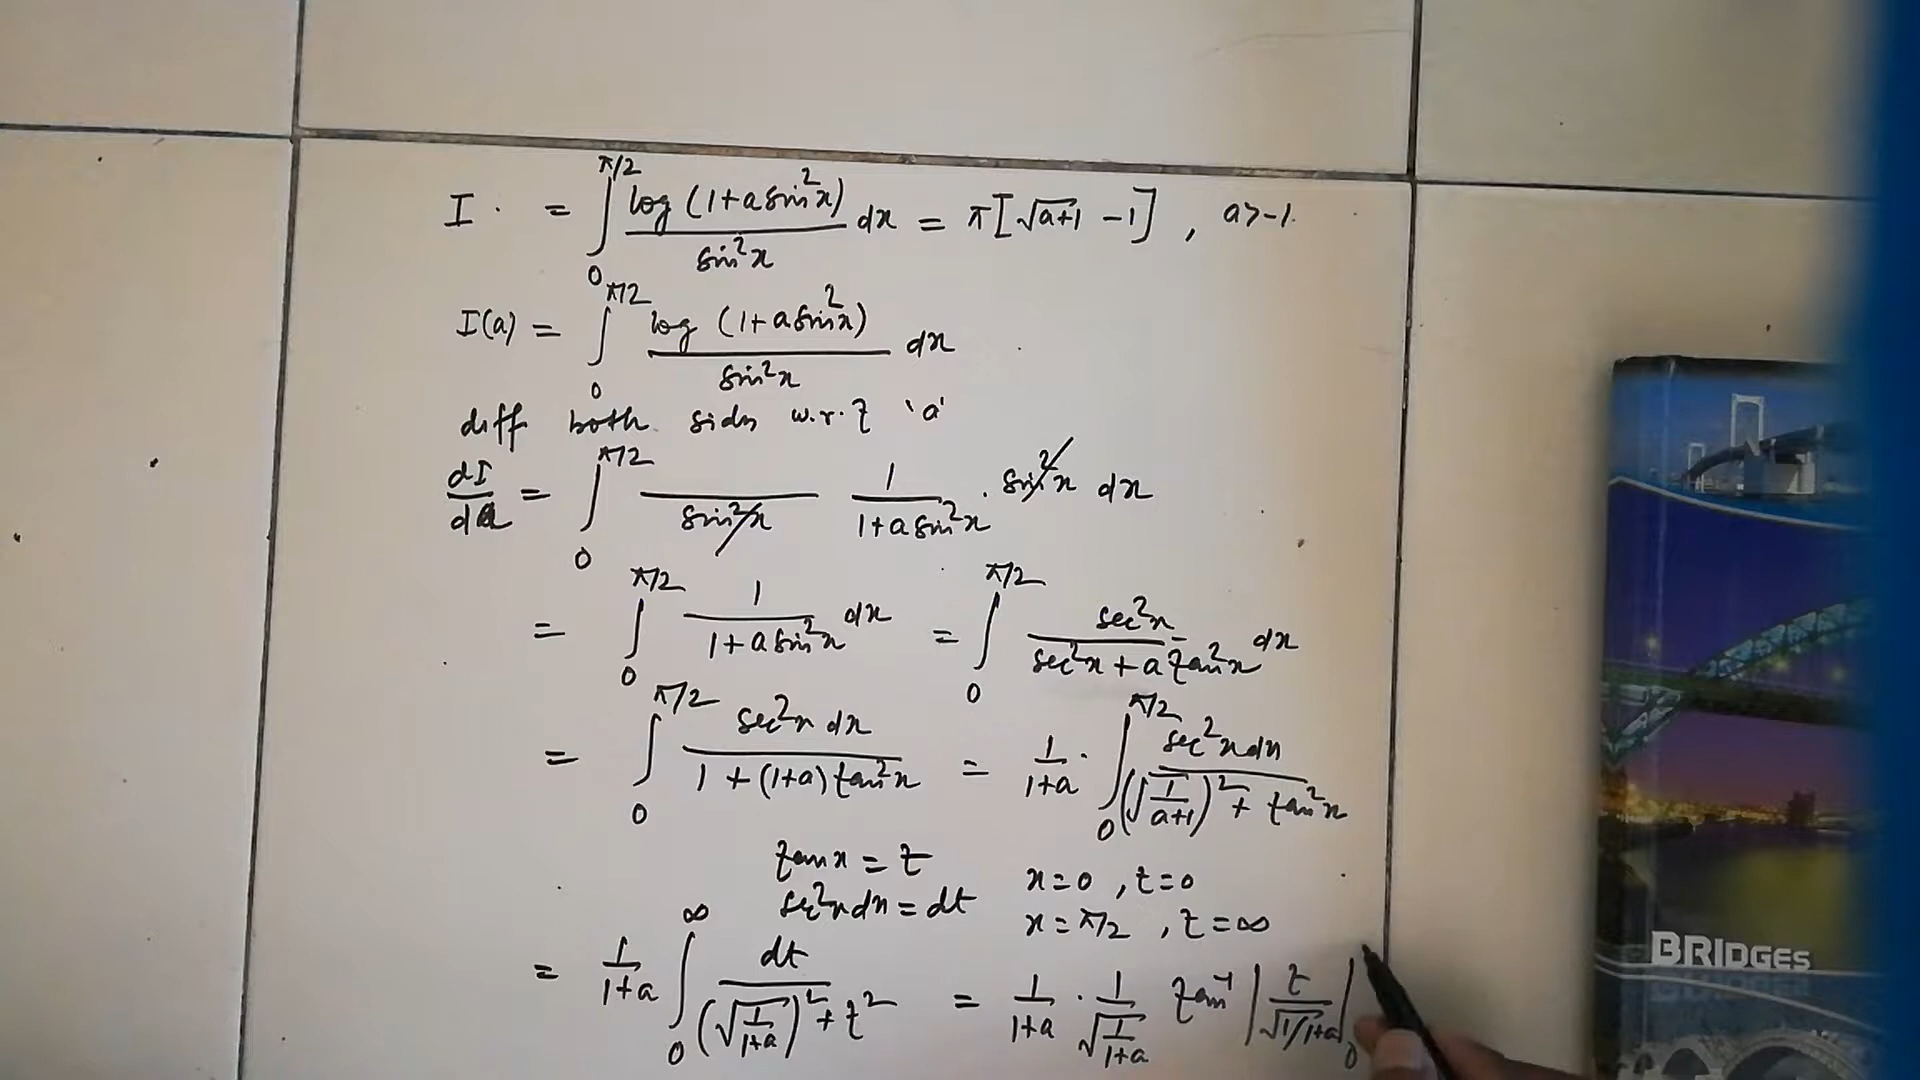 I = ∫₀^{π/2} log (1+a sin²x) / sin²x dx = π[√(a+1) − 1] , a>-1.
I(a) = ∫₀^{π/2} log (1+a sin²x) / sin²x dx
diff both sides w.r.t 'a'
dI/da = ∫₀^{π/2} 1/sin²x 1/(1+a sin²x) . sin²x dx
= ∫₀^{π/2} 1/(1+a sin²x) dx = ∫₀^{π/2} sec²x/(sec²x + a tan²x) dx
= ∫₀^{π/2} sec²x dx/(1 + (1+a) tan²x) = 1/(1+a) . ∫₀^{π/2} sec²x dx/((√(1/(a+1)))² + tan²x)
tan x = t
sec²x dx = dt
x=0 , t=0
x=π/2 , t=∞
= 1/(1+a) ∫₀^∞ dt/((√(1/(1+a)))² + t²) = 1/(1+a) . 1/√(1/(1+a)) tan⁻¹ | t/√(1/1+a) |₀
BRIDGES